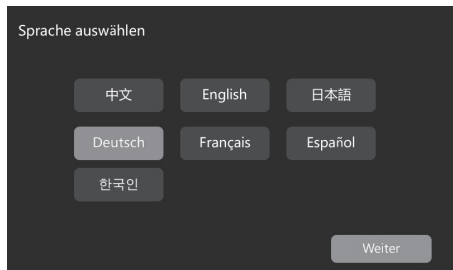 Sprache auswählen
中文 English 日本語
Deutsch Français Español
한국인
Weiter